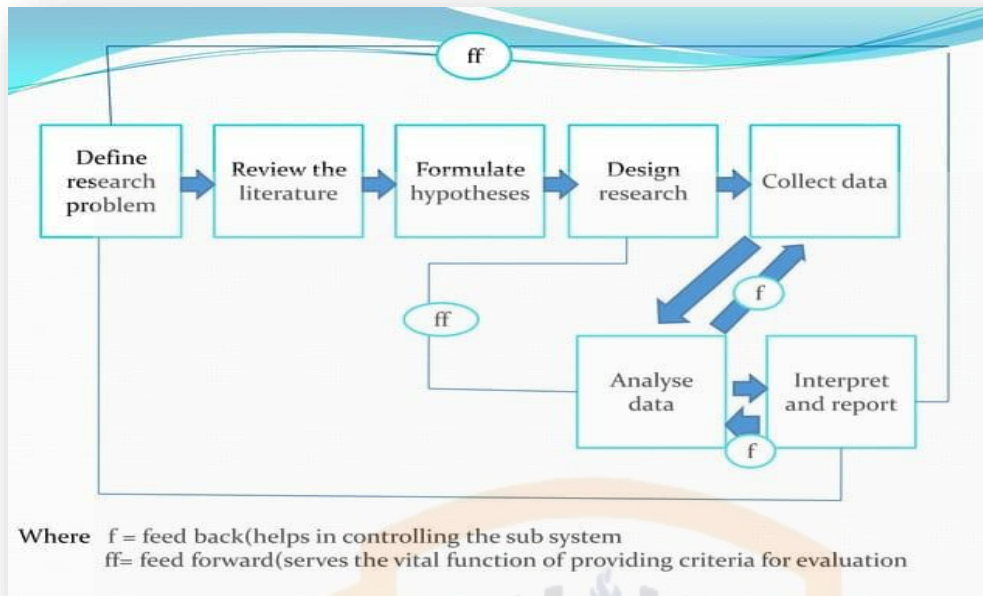 ff
Define
research
problem
Review the
literature
Formulate
hypotheses
Design
research
Collect data
f
ff
Analyse
data
Interpret
and report
f
Where f = feed back(helps in controlling the sub system
ff= feed forward(serves the vital function of providing criteria for evaluation